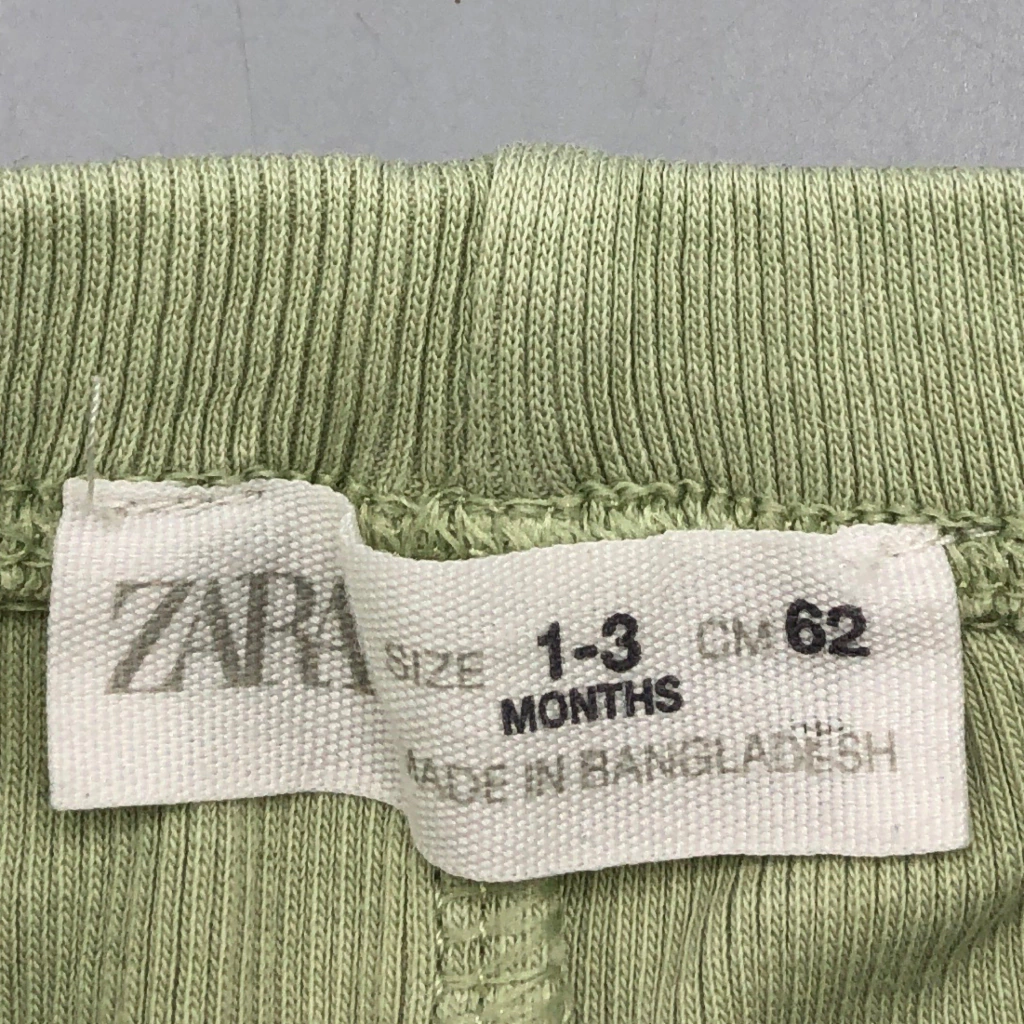 ZARA
SIZE 1-3 MONTHS CM 62
MADE IN BANGLADESH